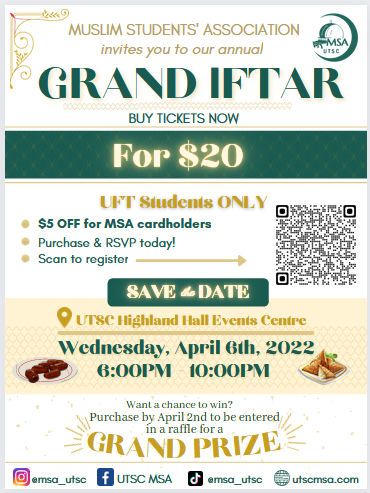 MUSLIM STUDENTS' ASSOCIATION
invites you to our annual
MSA
UTSC
GRAND IFTAR
BUY TICKETS NOW
For $20
UFT Students ONLY
$5 OFF for MSA cardholders
Purchase & RSVP today!
Scan to register
SAVE the DATE
UTSC Highland Hall Events Centre
Wednesday, April 6th, 2022
6:00PM - 10:00PM
Want a chance to win?
Purchase by April 2nd to be entered
in a raffle for a
GRAND PRIZE
@msa_utsc
UTSC MSA
@msa_utsc
utscmsa.com